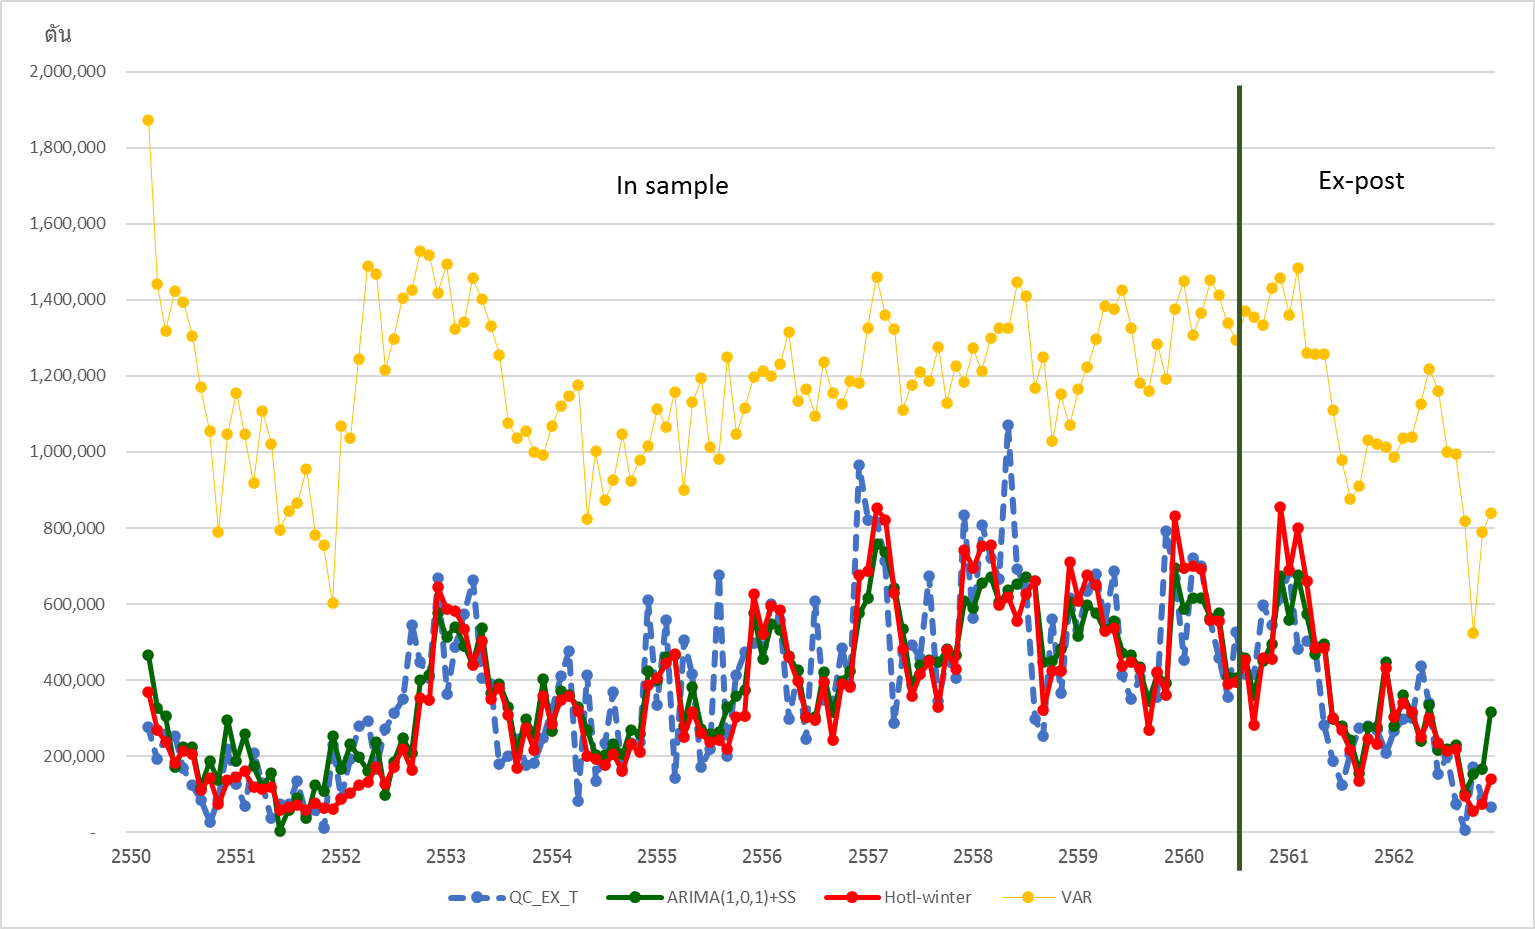 ตัน
2,000,000
1,800,000
1,600,000
1,400,000
1,200,000
1,000,000
800,000
600,000
400,000
200,000
-
In sample
Ex-post
2550 2551 2552 2553 2554 2555 2556 2557 2558 2559 2560 2561 2562
QC_EX_T ARIMA(1,0,1)+SS Hotl-winter VAR